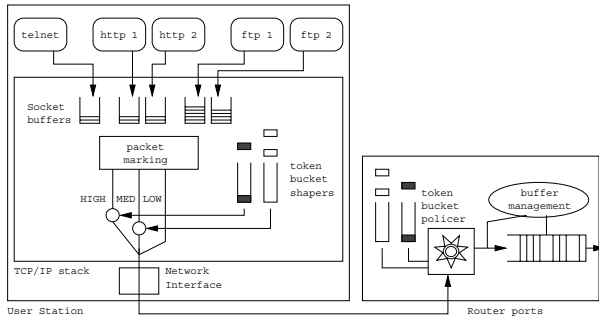 telnet
http 1
http 2
ftp 1
ftp 2
Socket
buffers
packet
marking
token
bucket
shapers
HIGH
MED
LOW
TCP/IP stack
Network
Interface
User Station
token
bucket
policer
buffer
management
Router ports